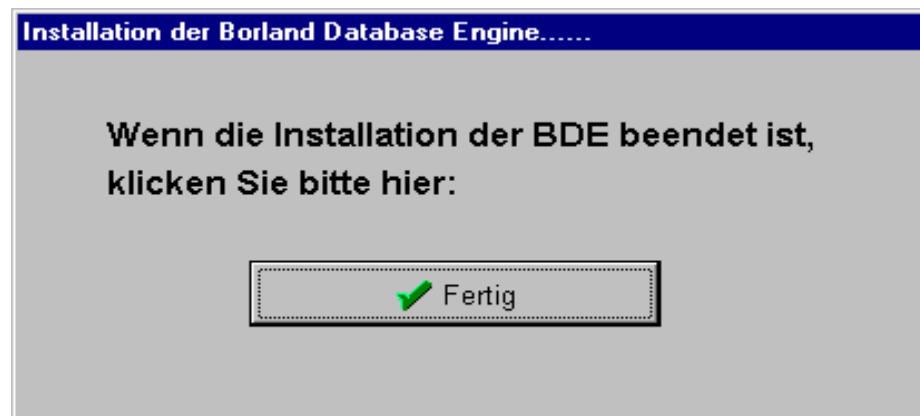 Installation der Borland Database Engine......
Wenn die Installation der BDE beendet ist,
klicken Sie bitte hier:
Fertig